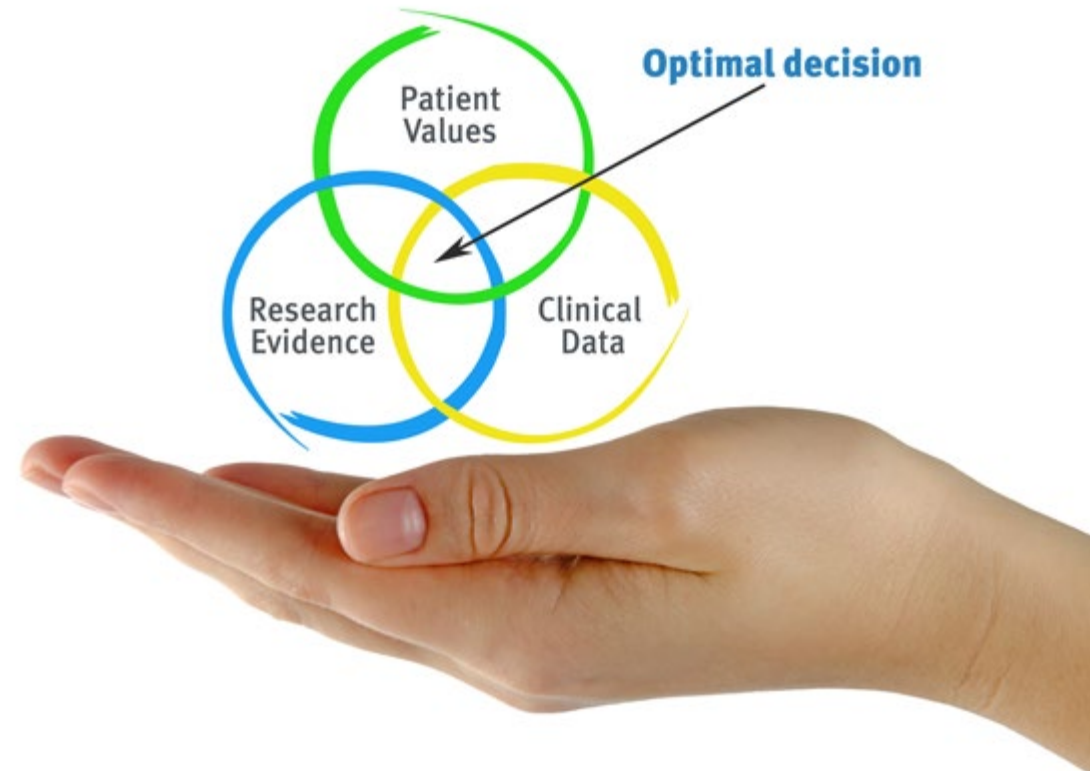 Optimal decision
Patient
Values
Research
Evidence
Clinical
Data